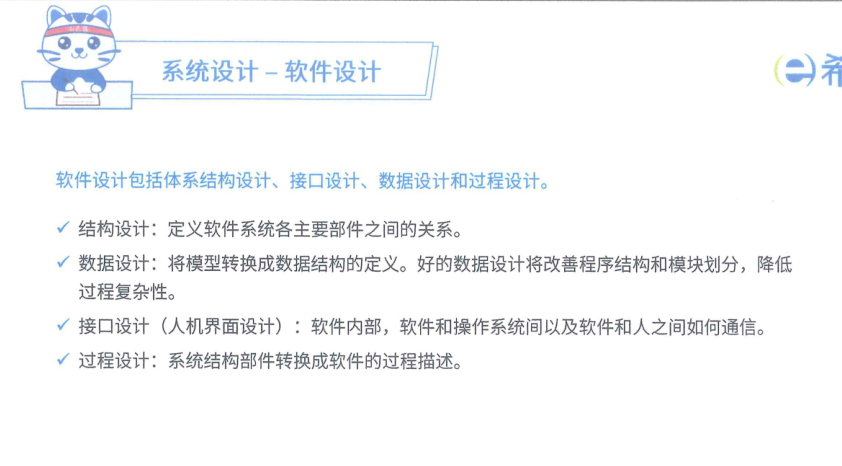 系统设计 – 软件设计
希
软件设计包括体系结构设计、接口设计、数据设计和过程设计。
✓ 结构设计：定义软件系统各主要部件之间的关系。
✓ 数据设计：将模型转换成数据结构的定义。好的数据设计将改善程序结构和模块划分，降低
过程复杂性。
✓ 接口设计（人机界面设计）：软件内部，软件和操作系统间以及软件和人之间如何通信。
✓ 过程设计：系统结构部件转换成软件的过程描述。